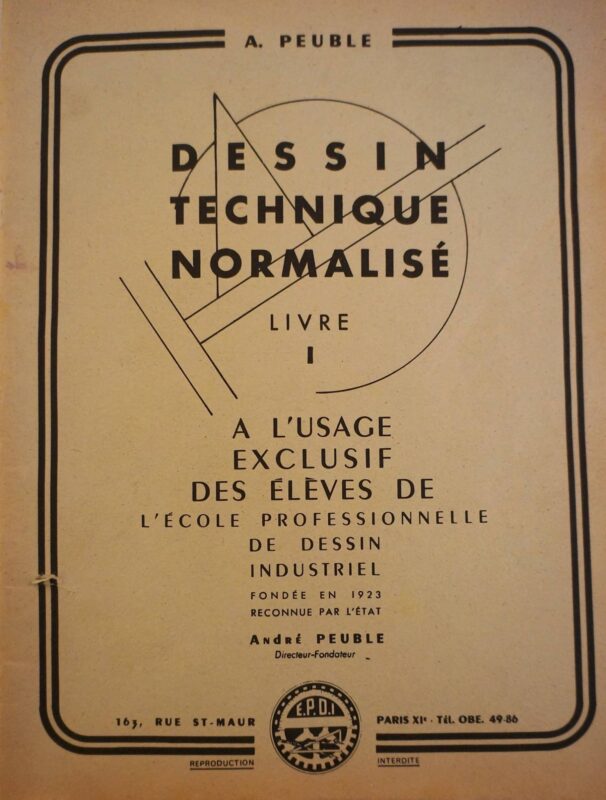 A. PEUBLE
DESSIN
TECHNIQUE
NORMALISÉ
LIVRE
I
A L'USAGE
EXCLUSIF
DES ÉLÈVES DE
L'ÉCOLE PROFESSIONNELLE
DE DESSIN
INDUSTRIEL
FONDÉE EN 1923
RECONNUE PAR L'ÉTAT
André PEUBLE
Directeur-Fondateur
E.P.D.I
163, RUE ST-MAUR PARIS XIe - Tél. OBE. 49-86
REPRODUCTION INTERDITE